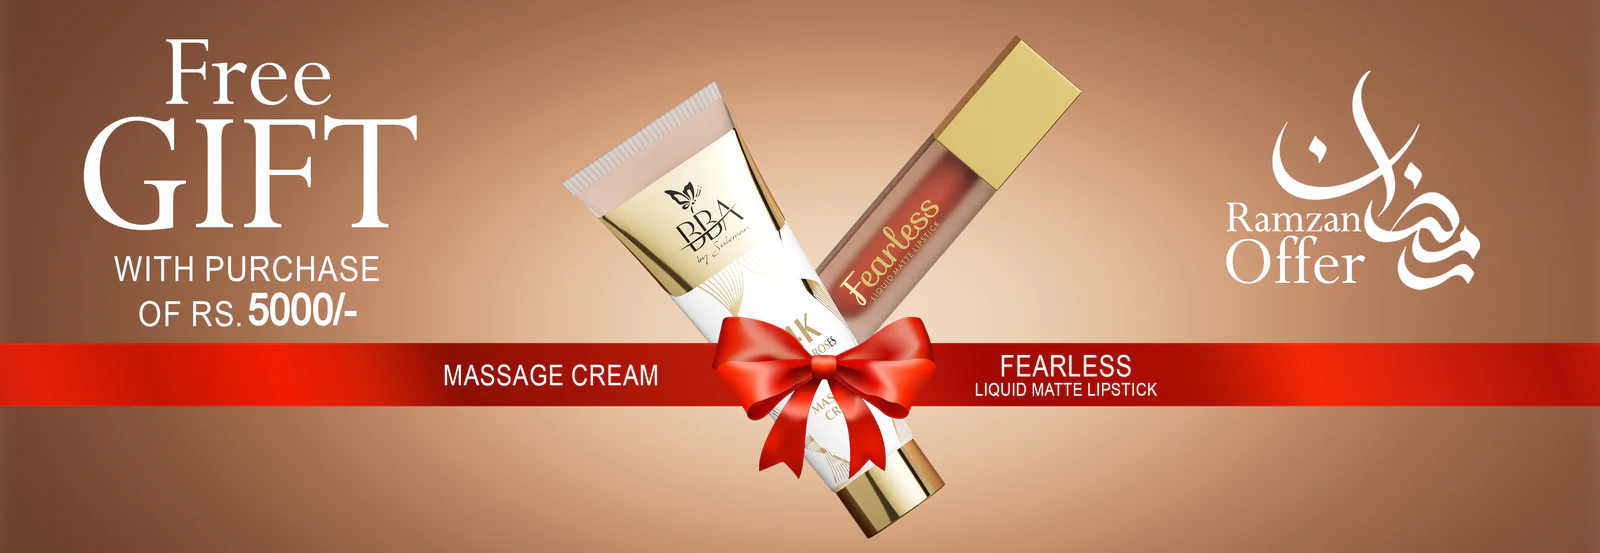 Free
GIFT
WITH PURCHASE
OF RS. 5000/-
BBA
by Suleman
Fearless
LIQUID MATTE LIPSTICK
رمضان
Ramzan
Offer
ROSES
MASSAGE CREAM
FEARLESS
LIQUID MATTE LIPSTICK